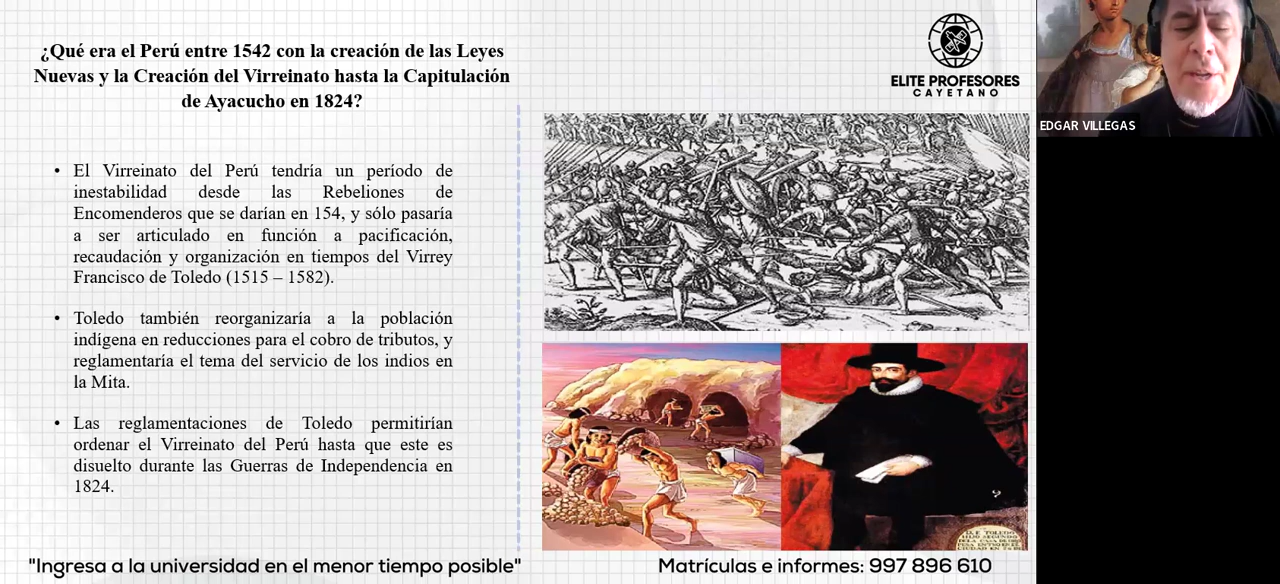 ¿Qué era el Perú entre 1542 con la creación de las Leyes
Nuevas y la Creación del Virreinato hasta la Capitulación
de Ayacucho en 1824?
• El Virreinato del Perú tendría un período de
inestabilidad desde las Rebeliones de
Encomenderos que se darían en 154, y sólo pasaría
a ser articulado en función a pacificación,
recaudación y organización en tiempos del Virrey
Francisco de Toledo (1515 – 1582).
• Toledo también reorganizaría a la población
indígena en reducciones para el cobro de tributos, y
reglamentaría el tema del servicio de los indios en
la Mita.
• Las reglamentaciones de Toledo permitirían
ordenar el Virreinato del Perú hasta que este es
disuelto durante las Guerras de Independencia en
1824.
"Ingresa a la universidad en el menor tiempo posible"
ELITE PROFESORES
CAYETANO
Matrículas e informes: 997 896 610
EDGAR VILLEGAS